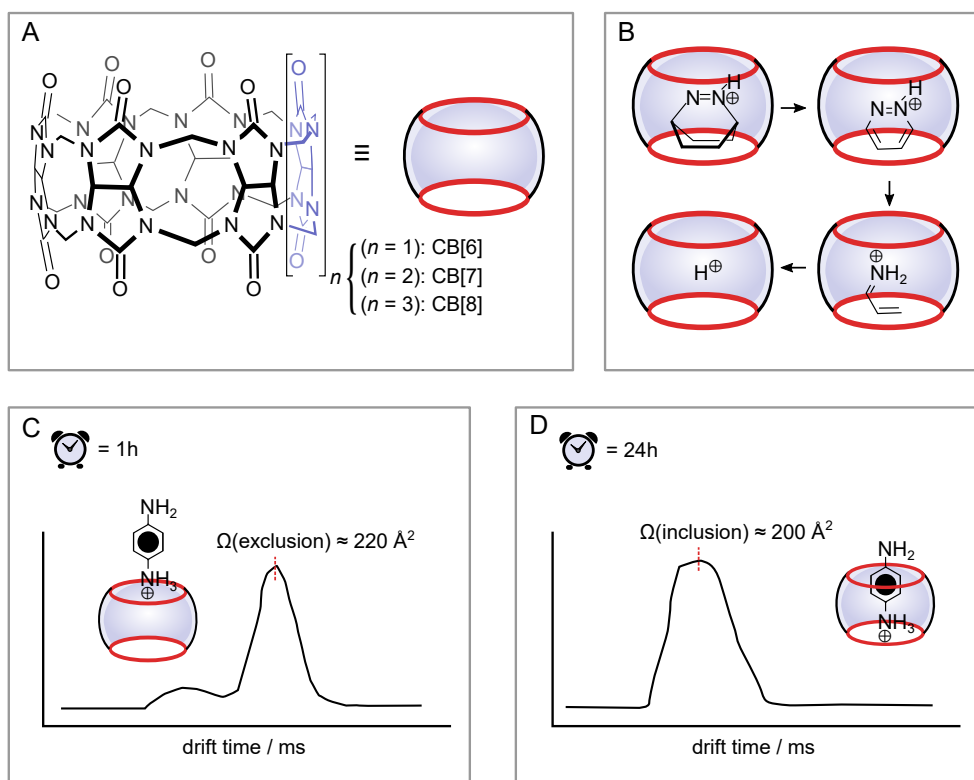 A
O O O O
N N N N N N N N
N N N N N N N N
O O O O O O
≡
n
(n = 1): CB[6]
(n = 2): CB[7]
(n = 3): CB[8]
B
N=N H ⊕
N=N H ⊕
H⊕
⊕ NH2
C
= 1h
NH2
NH3 ⊕
Ω(exclusion) ≈ 220 Å²
drift time / ms
D
= 24h
Ω(inclusion) ≈ 200 Å²
NH2
NH3 ⊕
drift time / ms